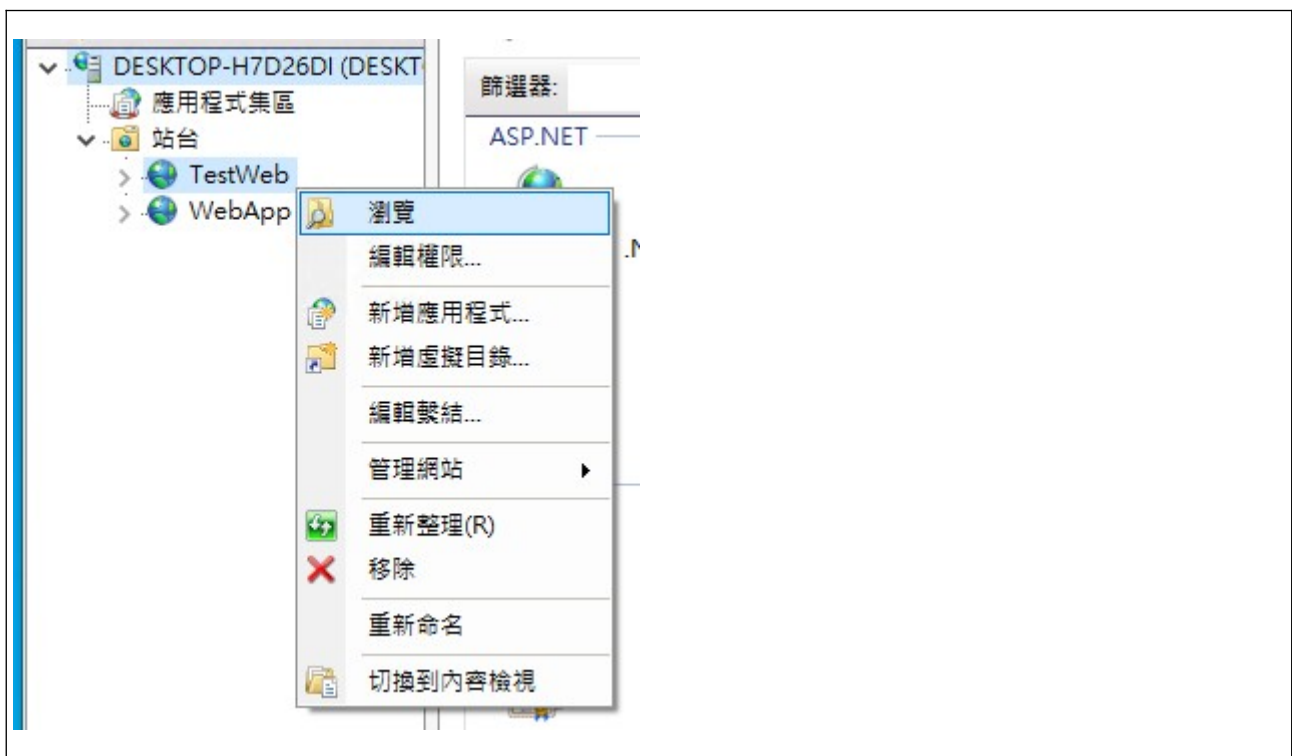 DESKTOP-H7D26DI (DESKT
應用程式集區
站台
TestWeb
WebApp
篩選器:
ASP.NET
瀏覽
編輯權限...
新增應用程式...
新增虛擬目錄...
編輯繫結...
管理網站
重新整理(R)
移除
重新命名
切換到內容檢視